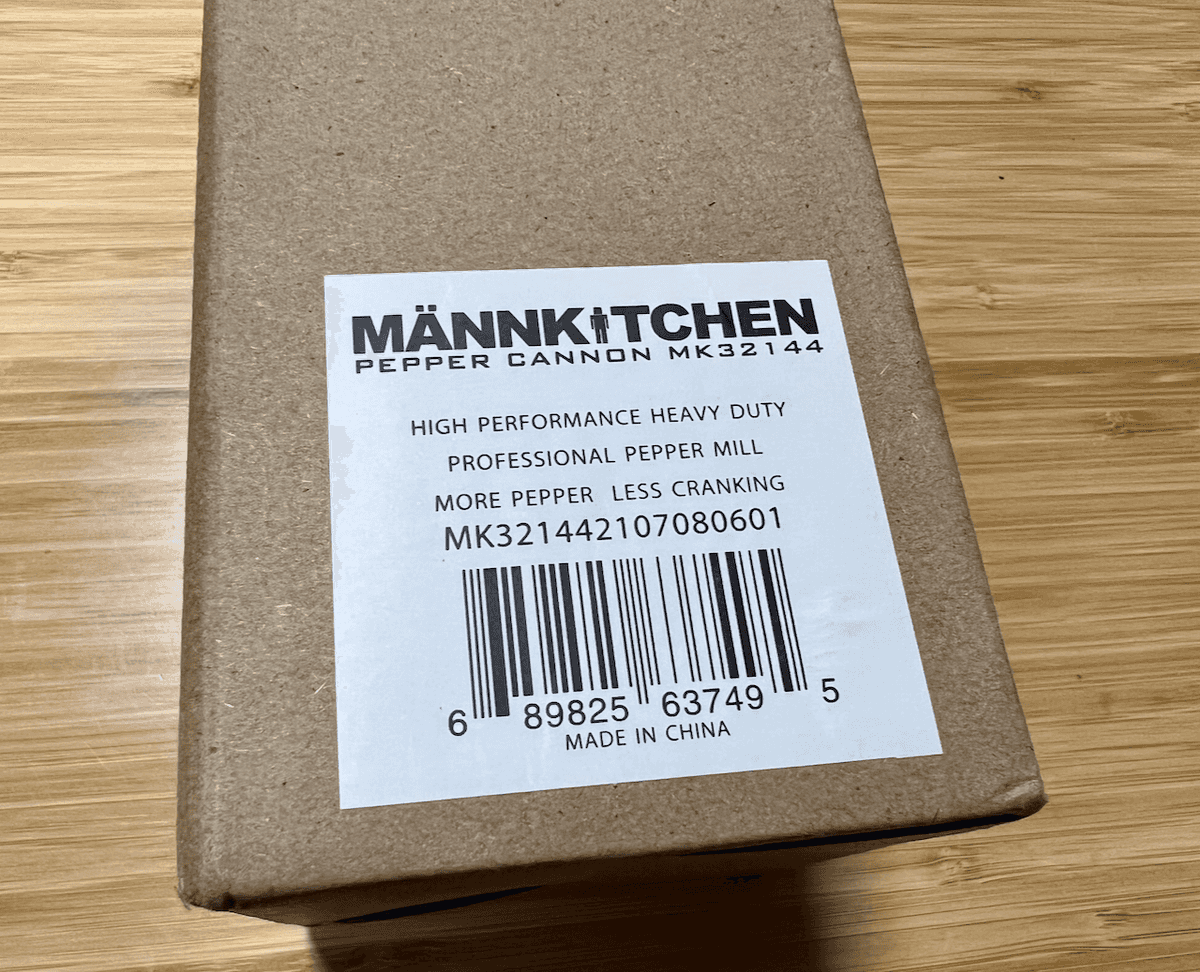 MÄNNKITCHEN
PEPPER CANNON MK32144
HIGH PERFORMANCE HEAVY DUTY
PROFESSIONAL PEPPER MILL
MORE PEPPER LESS CRANKING
MK321442107080601
6 89825 63749 5
MADE IN CHINA